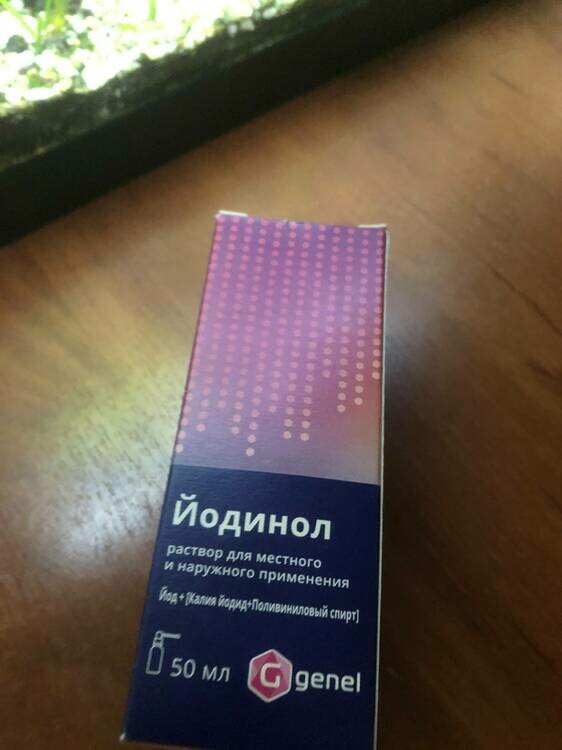 Йодинол
раствор для местного
и наружного применения
Йод + [Калия йодид+Поливиниловый спирт]
50 мл
G genel